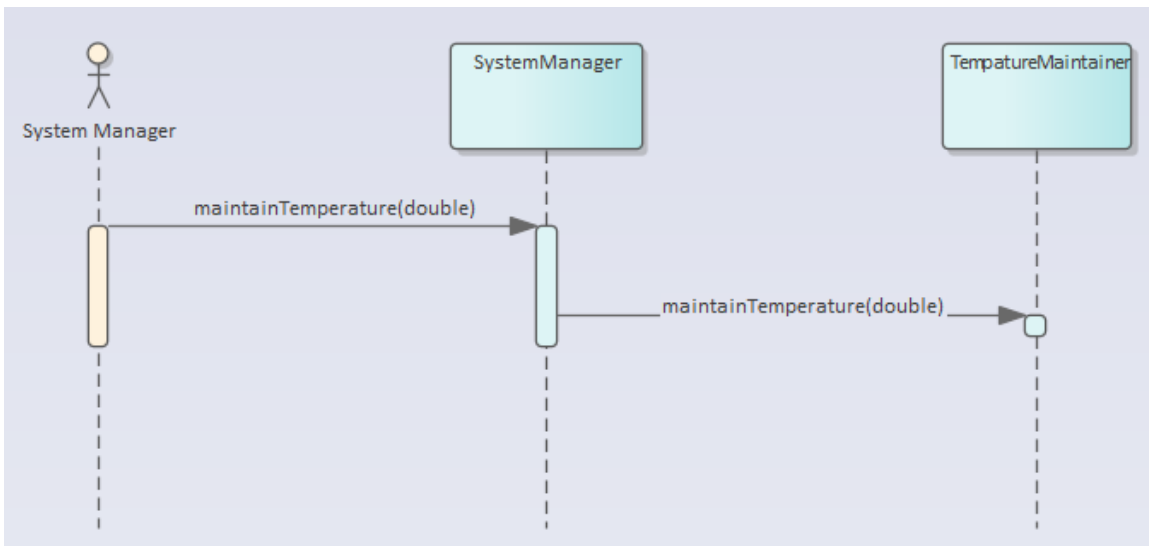 SystemManager
TempatureMaintainer
System Manager
maintainTemperature(double)
maintainTemperature(double)